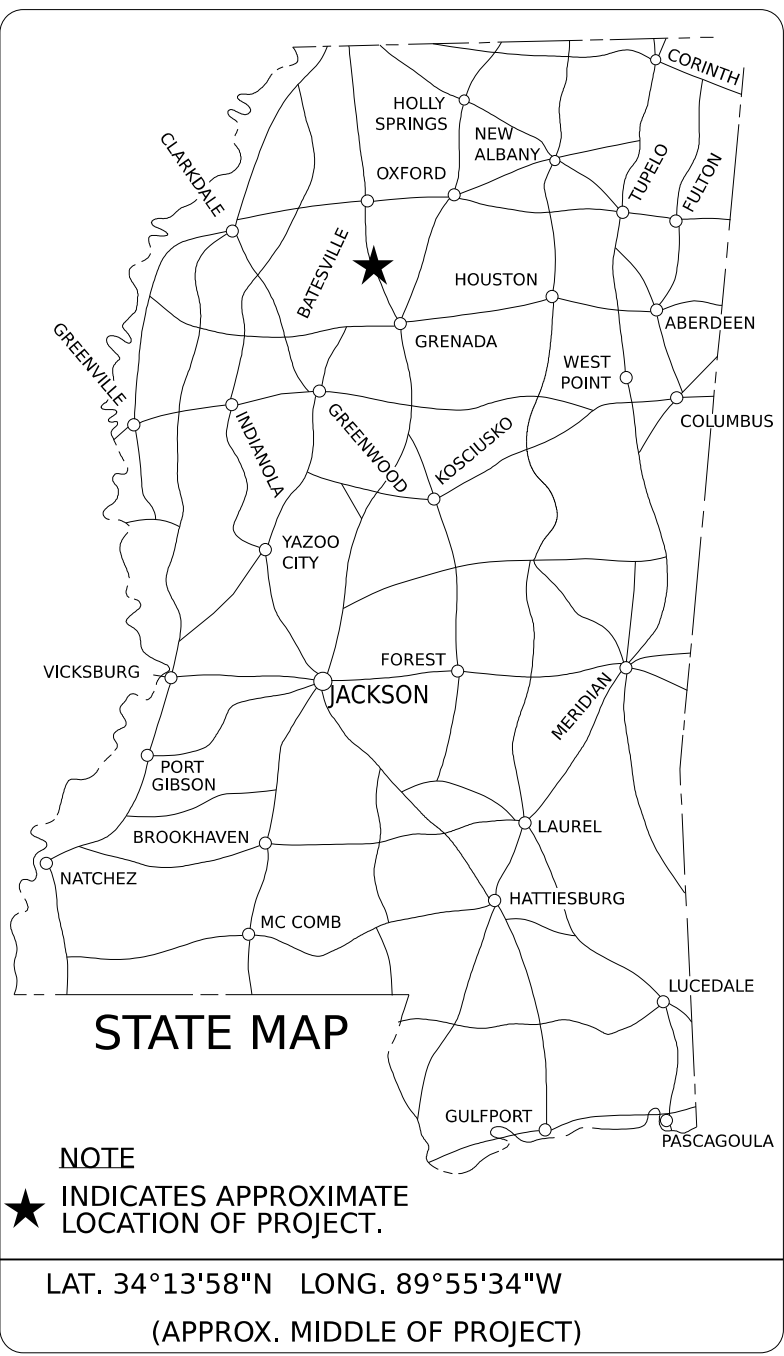 CORINTH
HOLLY
SPRINGS
NEW
ALBANY
CLARKDALE
OXFORD
TUPELO
FULTON
BATESVILLE
HOUSTON
ABERDEEN
GREENVILLE
GRENADA
WEST
POINT
COLUMBUS
INDIANOLA
GREENWOOD
KOSCIUSKO
YAZOO
CITY
VICKSBURG
FOREST
JACKSON
MERIDIAN
PORT
GIBSON
BROOKHAVEN
LAUREL
NATCHEZ
HATTIESBURG
MC COMB
LUCEDALE
STATE MAP
GULFPORT
PASCAGOULA
NOTE
INDICATES APPROXIMATE
LOCATION OF PROJECT.
LAT. 34°13'58"N LONG. 89°55'34"W
(APPROX. MIDDLE OF PROJECT)